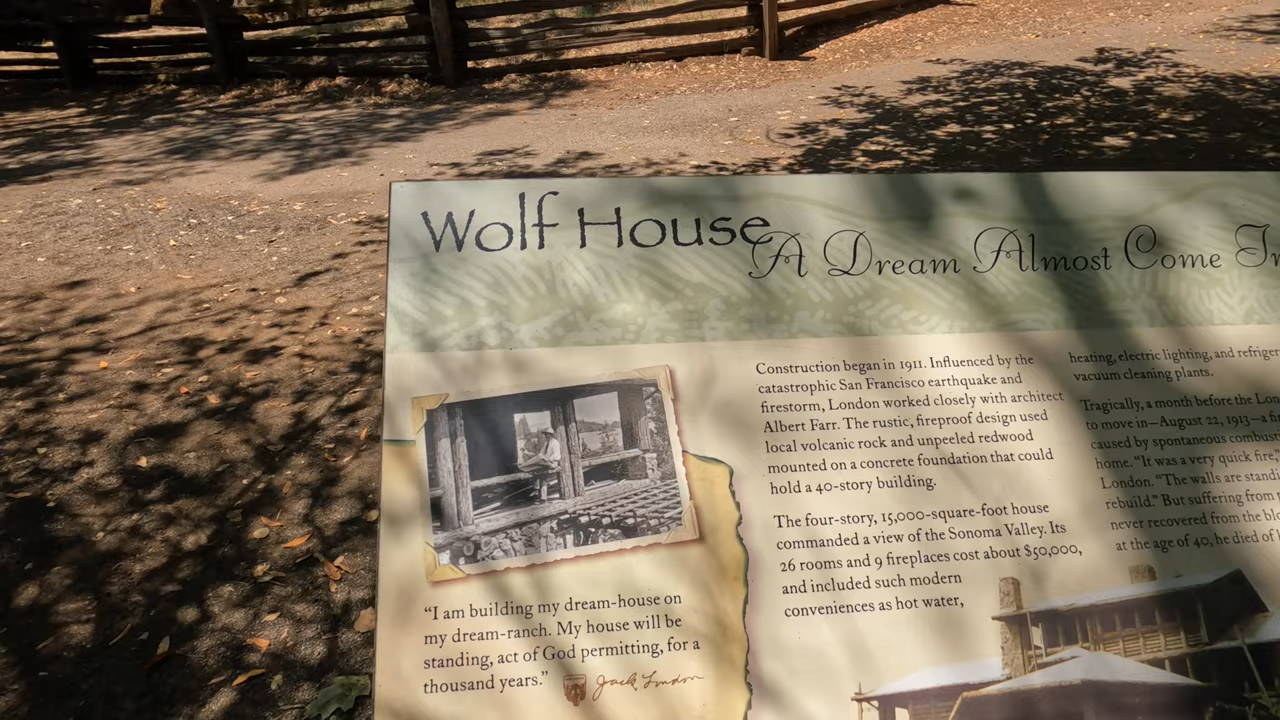 Wolf House
A Dream Almost Come
"I am building my dream-house on
my dream-ranch. My house will be
standing, act of God permitting, for a
thousand years."
Jack London
Construction began in 1911. Influenced by the
catastrophic San Francisco earthquake and
firestorm, London worked closely with architect
Albert Farr. The rustic, fireproof design used
local volcanic rock and unpeeled redwood
mounted on a concrete foundation that could
hold a 40-story building.
The four-story, 15,000-square-foot house
commanded a view of the Sonoma Valley. Its
26 rooms and 9 fireplaces cost about $50,000,
and included such modern
conveniences as hot water,
heating, electric lighting, and
vacuum cleaning plants.
Tragically, a month before the
to move in—August 22, 1913—a
caused by spontaneous
home. "It was a very quick fire,"
London. "The walls are
rebuild." But suffering from
never recovered from the
at the age of 40, he died of